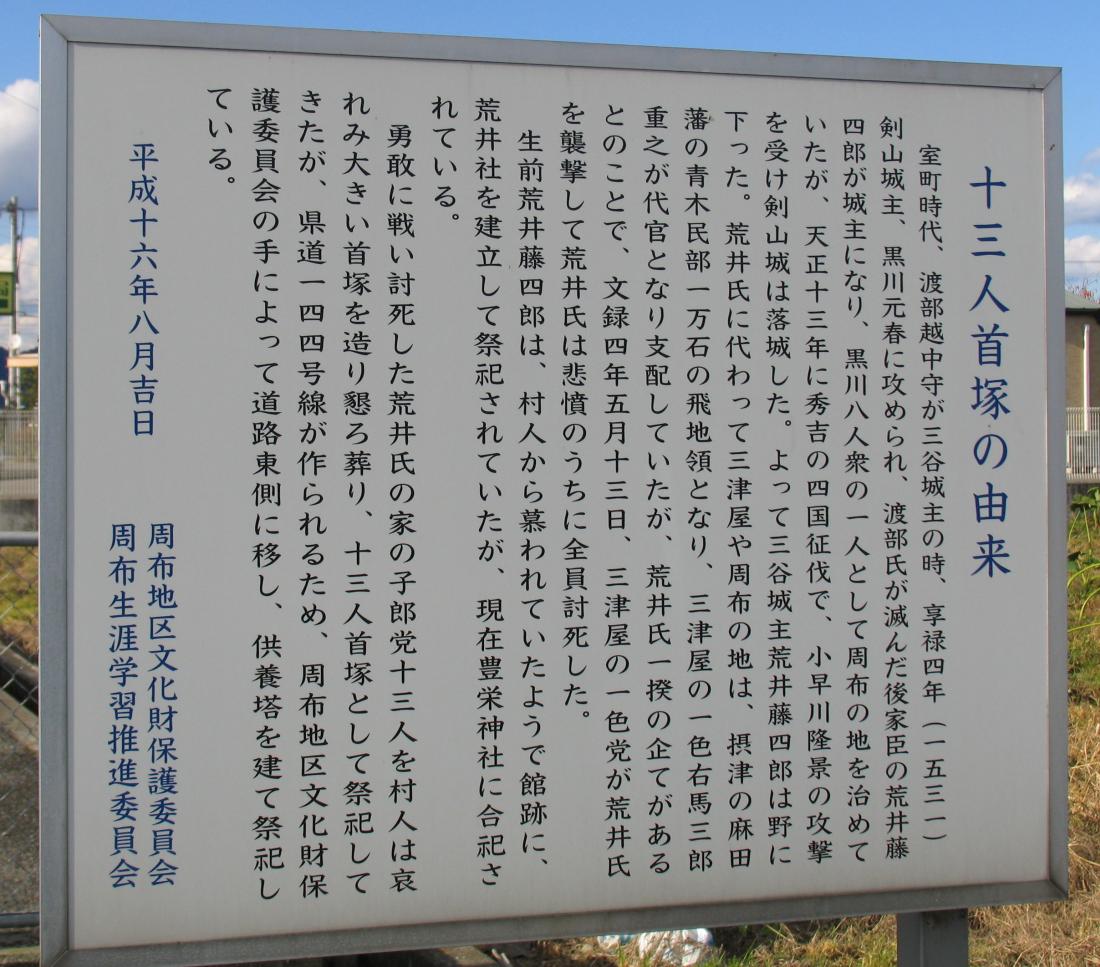 十三人首塚の由来
室町時代、渡部越中守が三谷城主の時、享禄四年（一五三一）
剣山城主、黒川元春に攻められ、渡部氏が滅んだ後家臣の荒井藤
四郎が城主になり、黒川八人衆の一人として周布の地を治めて
いたが、天正十三年に秀吉の四国征伐で、小早川隆景の攻撃
を受け剣山城は落城した。よって三谷城主荒井藤四郎は野に
下った。荒井氏に代わって三津屋や周布の地は、摂津の麻田
藩の青木民部一万石の飛地領となり、三津屋の一色右馬三郎
重之が代官となり支配していたが、荒井氏一揆の企てがある
とのことで、文録四年五月十三日、三津屋の一色党が荒井氏
を襲撃して荒井氏は悲憤のうちに全員討死した。
生前荒井藤四郎は、村人から慕われていたようで館跡に、
荒井社を建立して祭祀されていたが、現在豊栄神社に合祀さ
れている。
勇敢に戦い討死した荒井氏の家の子郎党十三人を村人は哀
れみ大きい首塚を造り懇ろ葬り、十三人首塚として祭祀して
きたが、県道一四四号線が作られるため、周布地区文化財保
護委員会の手によって道路東側に移し、供養塔を建て祭祀し
ている。
平成十六年八月吉日
周布地区文化財保護委員会
周布生涯学習推進委員会